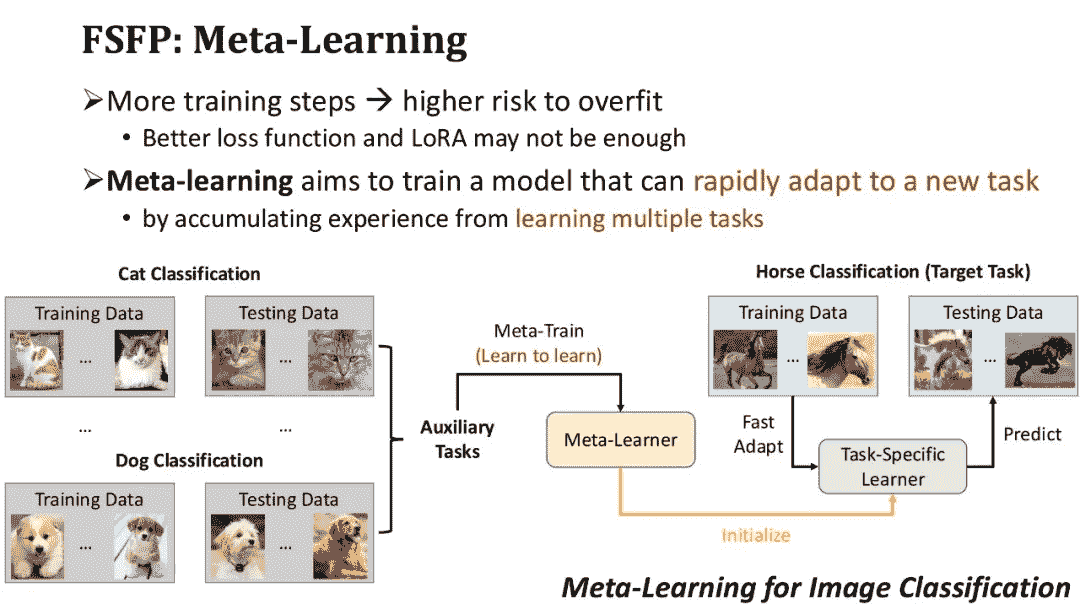 FSFP: Meta-Learning
➢More training steps → higher risk to overfit
• Better loss function and LoRA may not be enough
➢Meta-learning aims to train a model that can rapidly adapt to a new task
• by accumulating experience from learning multiple tasks
Cat Classification
Training Data
...
Testing Data
...
...
...
Dog Classification
Training Data
...
Testing Data
...
Auxiliary
Tasks
Meta-Train
(Learn to learn)
Meta-Learner
Initialize
Horse Classification (Target Task)
Training Data
...
Testing Data
...
Fast
Adapt
Task-Specific
Learner
Predict
Meta-Learning for Image Classification